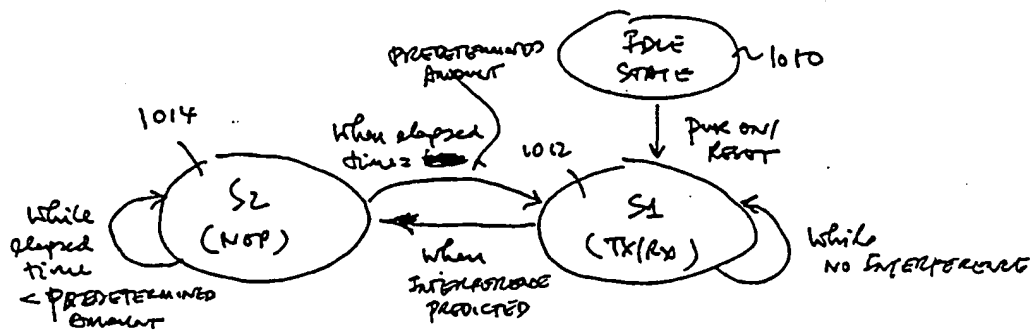 PREDETERMINED
AMOUNT
IDLE
STATE
1010
PWR ON/
RESET
1014
When elapsed
time =
1012
S2
(NOP)
S1
(TX/RX)
While
elapsed
time
< PREDETERMINED
AMOUNT
When
INTERFERENCE
PREDICTED
While
NO INTERFERENCE